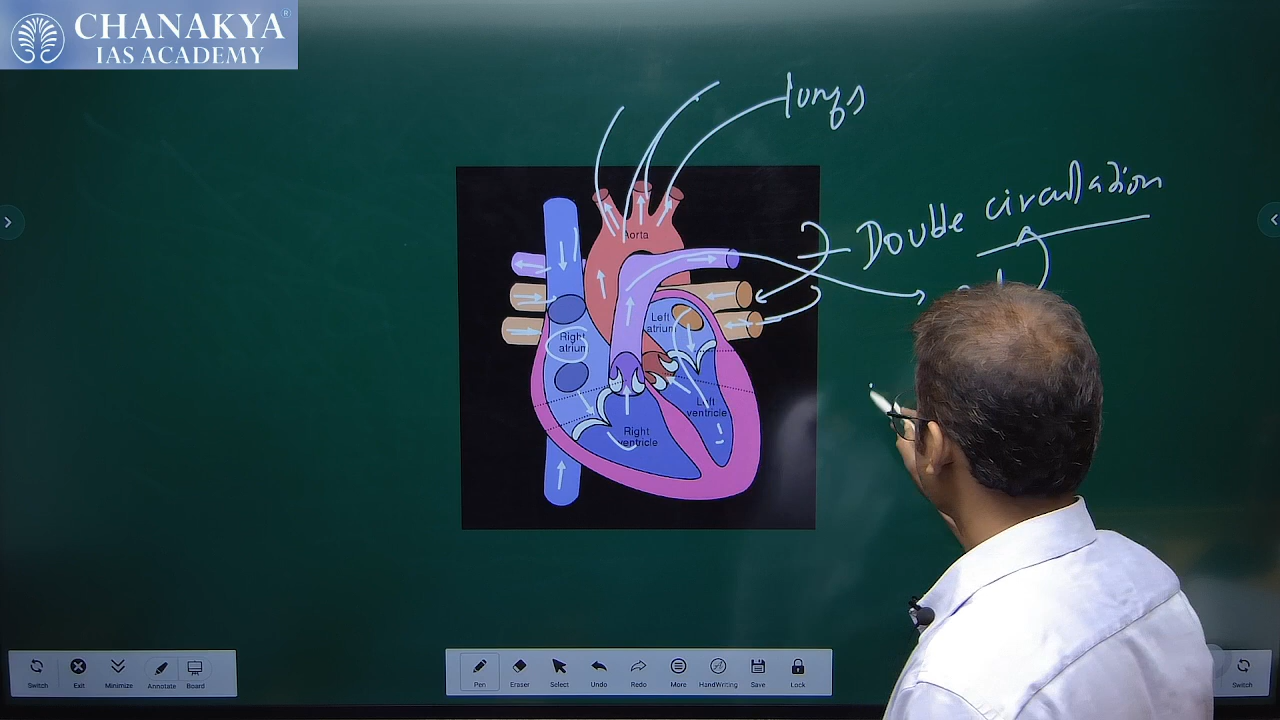 CHANAKYA®
IAS ACADEMY
lungs
Double circulation
Aorta
Left
atrium
Right
atrium
Left
ventricle
Right
ventricle
Switch
Exit
Minimize
Annotate
Board
Pen
Eraser
Select
Undo
Redo
More
HandWriting
Save
Lock
Switch